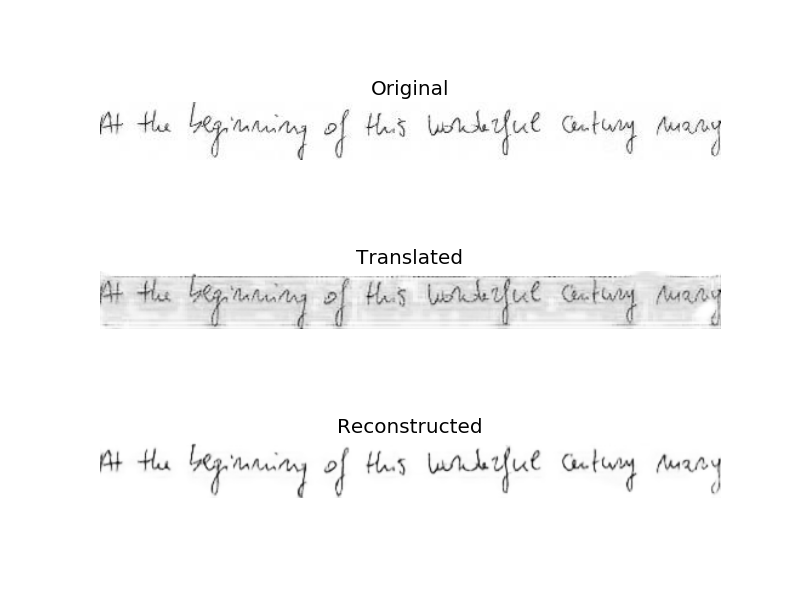 Original
At the beginning of this wonderful century many
Translated
At the beginning of this wonderful century many
Reconstructed
At the beginning of this wonderful century many